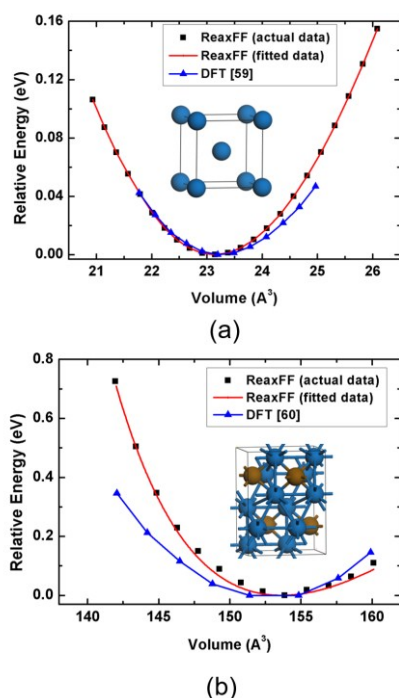 (a)
0.16
0.12
0.08
0.04
0.00
Relative Energy (eV)
ReaxFF (actual data)
ReaxFF (fitted data)
DFT [59]
21 22 23 24 25 26
Volume (A³)
(a)
0.8
0.6
0.4
0.2
0.0
Relative Energy (eV)
ReaxFF (actual data)
ReaxFF (fitted data)
DFT [60]
140 145 150 155 160
Volume (A³)
(b)